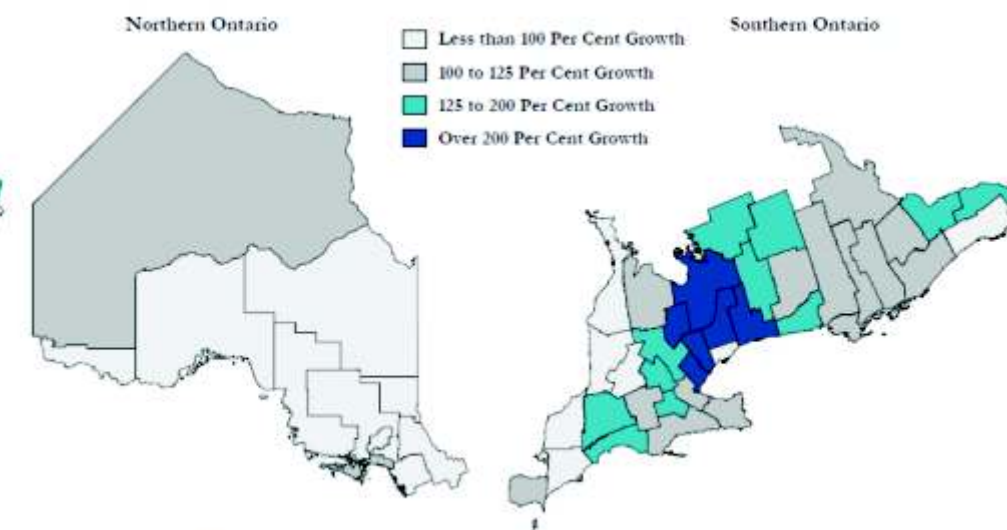 Northern Ontario
Less than 100 Per Cent Growth
100 to 125 Per Cent Growth
125 to 200 Per Cent Growth
Over 200 Per Cent Growth
Southern Ontario